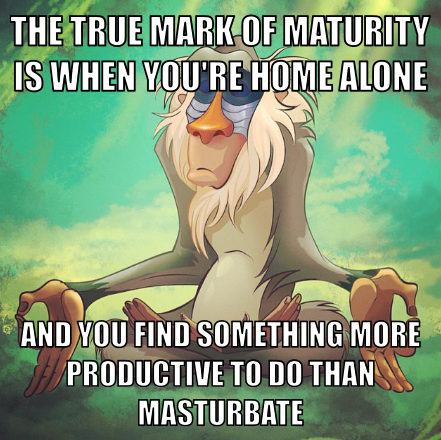 THE TRUE MARK OF MATURITY
IS WHEN YOU'RE HOME ALONE
AND YOU FIND SOMETHING MORE
PRODUCTIVE TO DO THAN
MASTURBATE